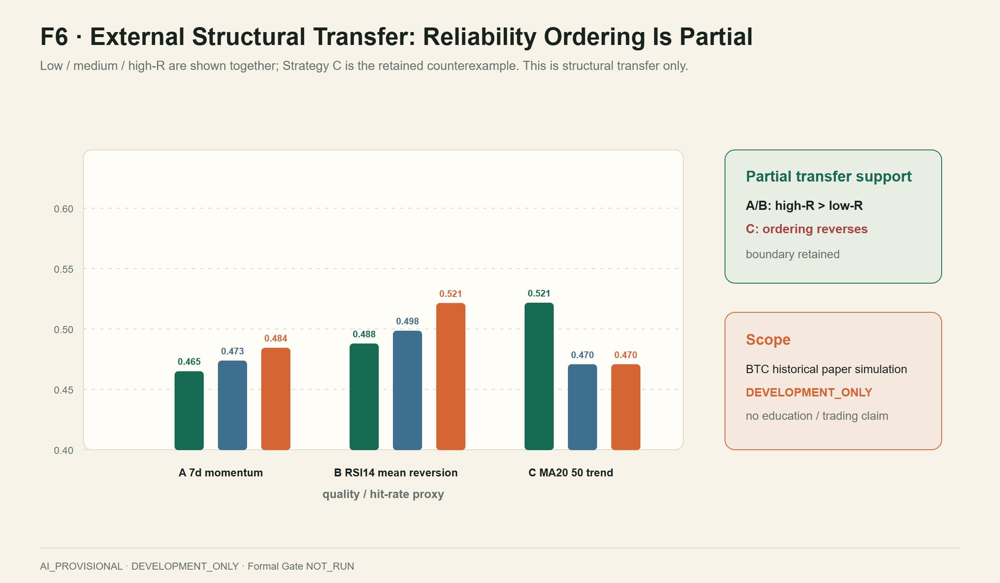 F6 · External Structural Transfer: Reliability Ordering Is Partial
Low / medium / high-R are shown together; Strategy C is the retained counterexample. This is structural transfer only.
0.60
0.55
0.50
0.45
0.40
0.465
0.473
0.484
0.488
0.498
0.521
0.521
0.470
0.470
A 7d momentum
B RSI14 mean reversion
C MA20 50 trend
quality / hit-rate proxy
Partial transfer support
A/B: high-R > low-R
C: ordering reverses
boundary retained
Scope
BTC historical paper simulation
DEVELOPMENT_ONLY
no education / trading claim
AI_PROVISIONAL · DEVELOPMENT_ONLY · Formal Gate NOT_RUN